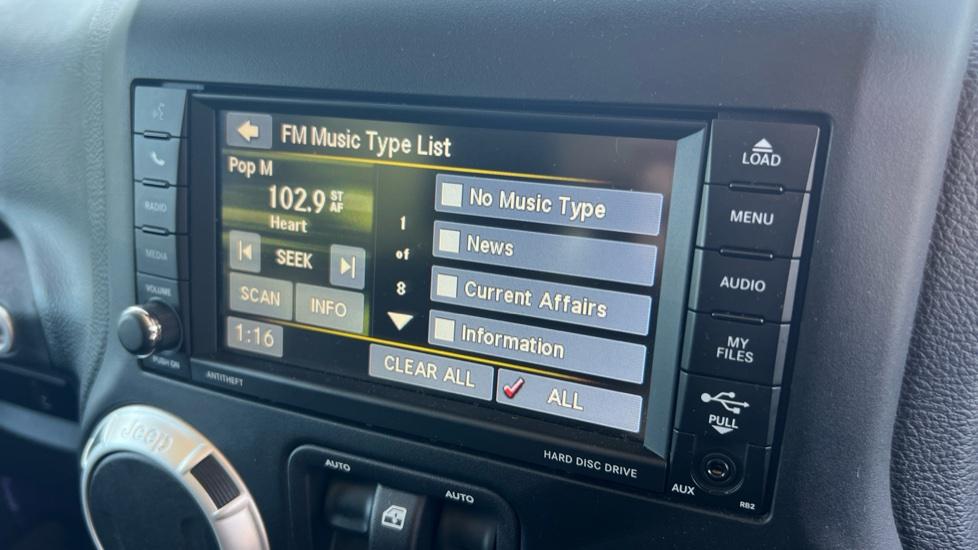 FM Music Type List
Pop M
102.9 ST AF
Heart
SEEK
SCAN INFO
1:16
1
of
8
No Music Type
News
Current Affairs
Information
CLEAR ALL
ALL
RADIO
MEDIA
VOLUME
PUSH ON
ANTITHEFT
LOAD
MENU
AUDIO
MY
FILES
PULL
AUX
RB2
HARD DISC DRIVE
Jeep
AUTO
AUTO